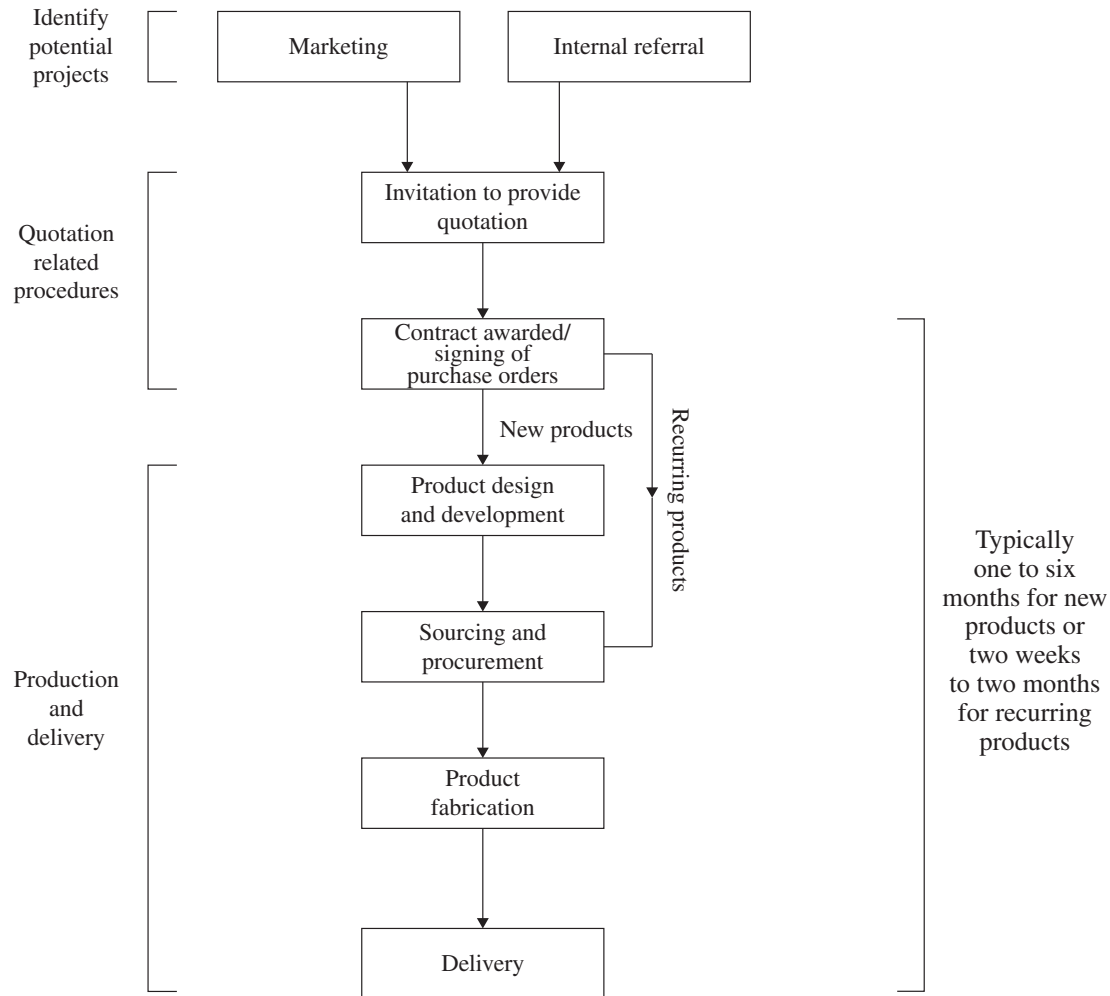 Identify
potential
projects
Marketing
Internal referral
Invitation to provide
quotation
Quotation
related
procedures
Contract awarded/
signing of
purchase orders
New products
Recurring products
Product design
and development
Sourcing and
procurement
Production
and
delivery
Product
fabrication
Delivery
Typically
one to six
months for new
products or
two weeks
to two months
for recurring
products